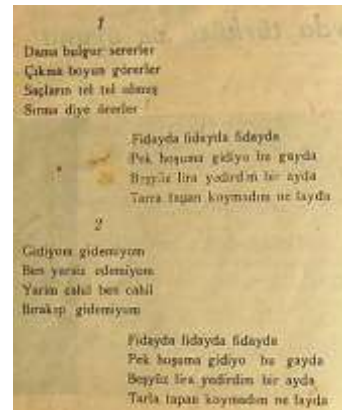 1
Dama bulgur sererler
Çıkma boyun görerler
Saçların tel tel olmuş
Sırma diye örerler
Fidayda fidayda fidayda
Pek hoşuma gidiyo bu gayda
Beşyüz lira yedirdim bir ayda
Tarla tapan koymadım ne fayda
2
Gidiyom gidemiyom
Ben yarsız edemiyom
Yarim cahil ben cahil
Bırakıp gidemiyom
Fidayda fidayda fidayda
Pek hoşuma gidiyo bu gayda
Beşyüz lira yedirdim bir ayda
Tarla tapan koymadım ne fayda